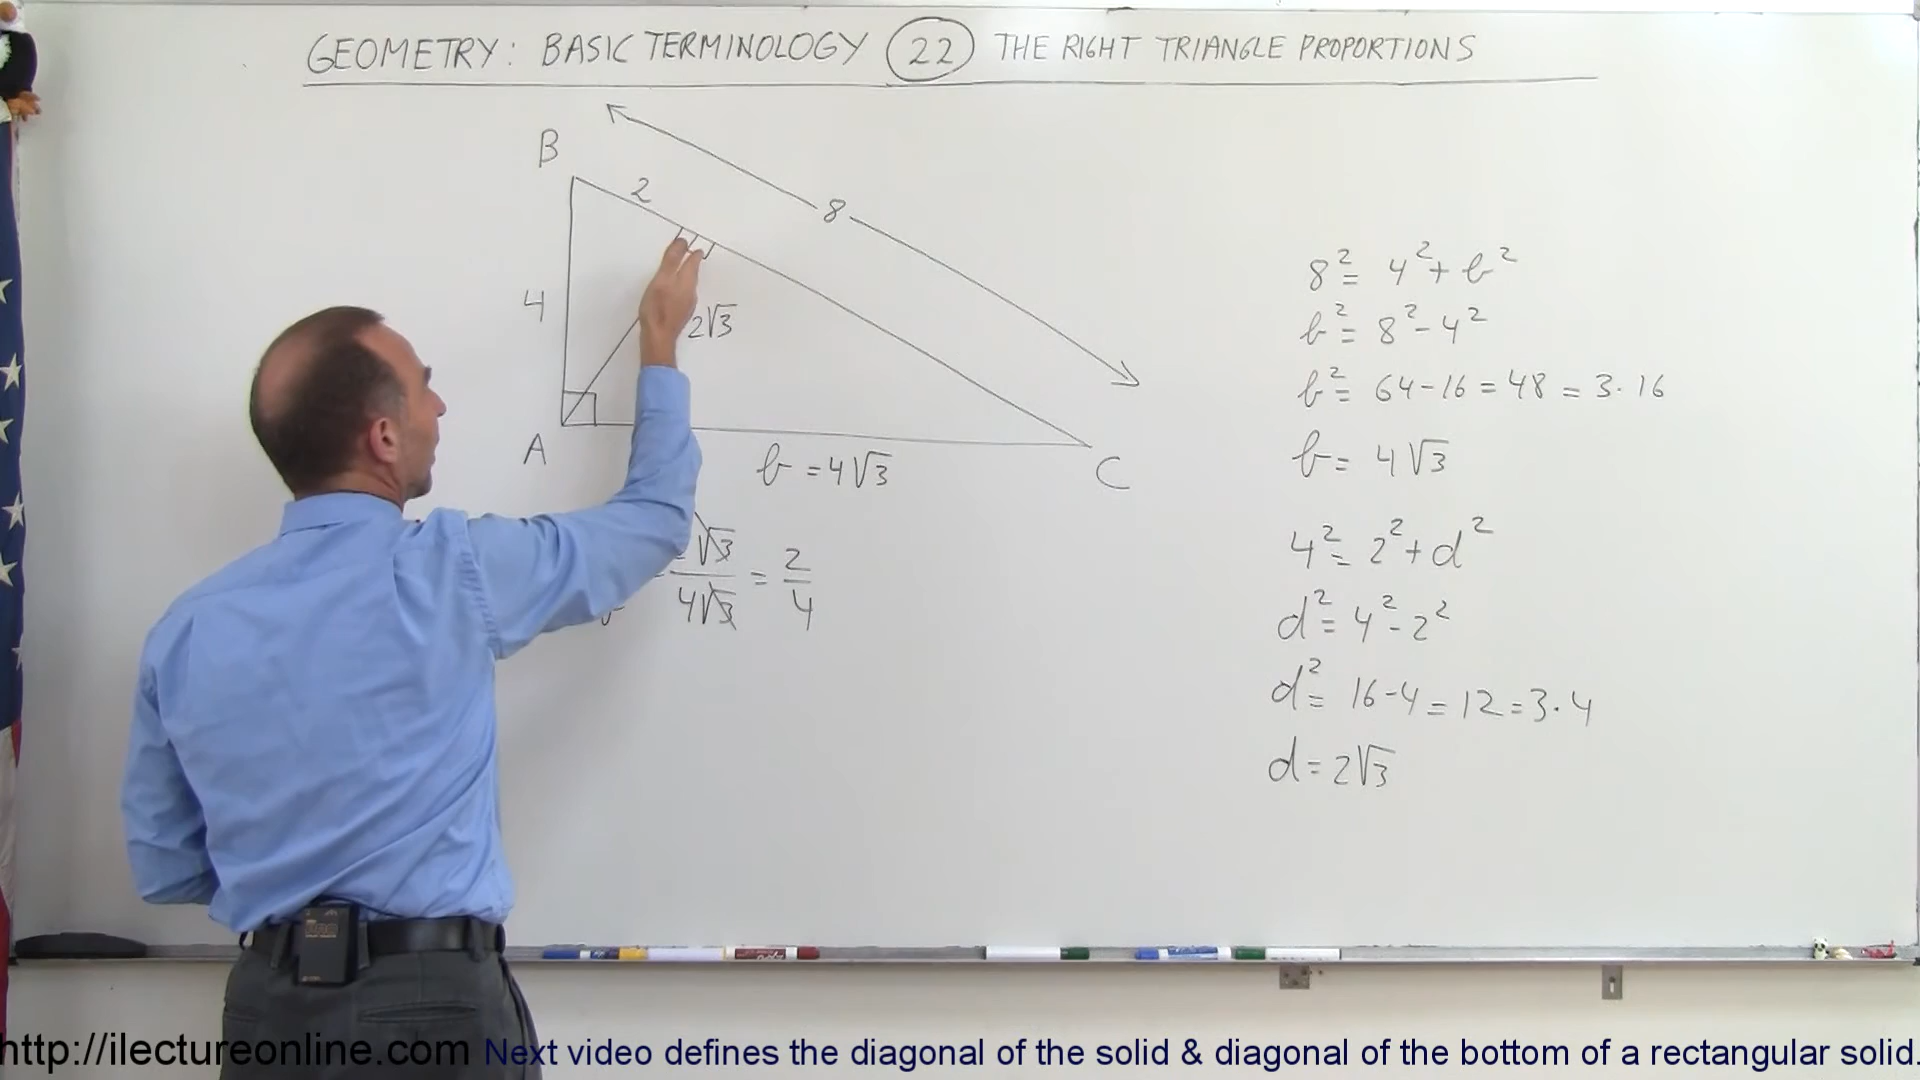 GEOMETRY: BASIC TERMINOLOGY 22 THE RIGHT TRIANGLE PROPORTIONS
B
2
8
4
2√3
A
b = 4√3
C
√3/4√3 = 2/4
8² = 4² + b²
b² = 8² - 4²
b² = 64 - 16 = 48 = 3·16
b = 4√3
4² = 2² + d²
d² = 4² - 2²
d² = 16 - 4 = 12 = 3·4
d = 2√3
http://ilectureonline.com Next video defines the diagonal of the solid & diagonal of the bottom of a rectangular solid.